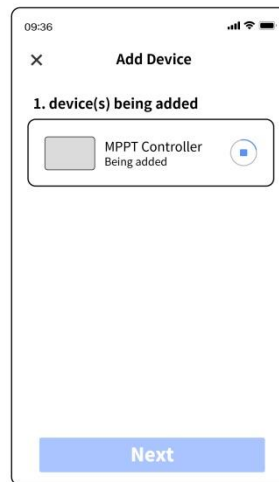 09:36
Add Device
1. device(s) being added
MPPT Controller
Being added
Next